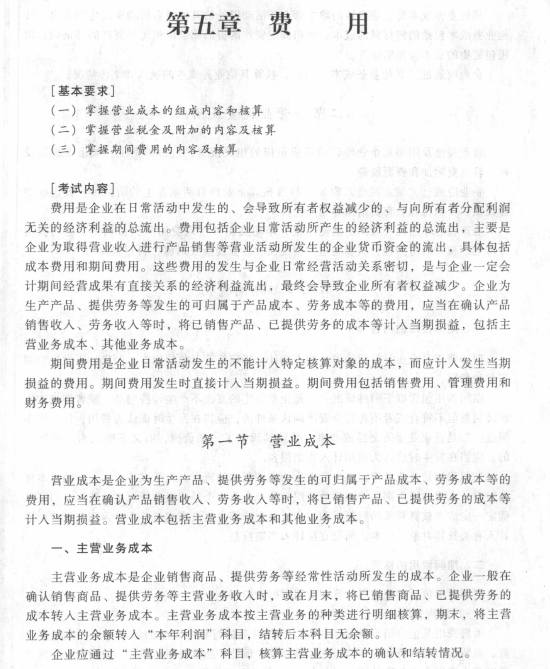 第五章 费 用
[基本要求]
(一) 掌握营业成本的组成内容和核算
(二) 掌握营业税金及附加的内容及核算
(三) 掌握期间费用的内容及核算
[考试内容]
费用是企业在日常活动中发生的、会导致所有者权益减少的、与向所有者分配利润
无关的经济利益的总流出。费用包括企业日常活动所产生的经济利益的总流出，主要是
企业为取得营业收入进行产品销售等营业活动所发生的企业货币资金的流出，具体包括
成本费用和期间费用。这些费用的发生与企业日常经营活动关系密切，是与企业一定会
计期间经营成果有直接关系的经济利益流出，最终会导致企业所有者权益减少。企业为
生产产品、提供劳务等发生的可归属于产品成本、劳务成本等的费用，应当在确认产品
销售收入、劳务收入等时，将已销售产品、已提供劳务的成本等计入当期损益，包括主
营业务成本、其他业务成本。
期间费用是企业日常活动发生的不能计入特定核算对象的成本，而应计入发生当期
损益的费用。期间费用发生时直接计入当期损益。期间费用包括销售费用、管理费用和
财务费用。
第一节 营业成本
营业成本是企业为生产产品、提供劳务等发生的可归属于产品成本、劳务成本等的
费用，应当在确认产品销售收入、劳务收入等时，将已销售产品、已提供劳务的成本等
计入当期损益。营业成本包括主营业务成本和其他业务成本。
一、主营业务成本
主营业务成本是企业销售商品、提供劳务等经常性活动所发生的成本。企业一般在
确认销售商品、提供劳务等主营业务收入时，或在月末，将已销售商品、已提供劳务的
成本转入主营业务成本。主营业务成本按主营业务的种类进行明细核算，期末，将主营
业务成本的余额转入“本年利润”科目，结转后本科目无余额。
企业应通过“主营业务成本”科目，核算主营业务成本的确认和结转情况。